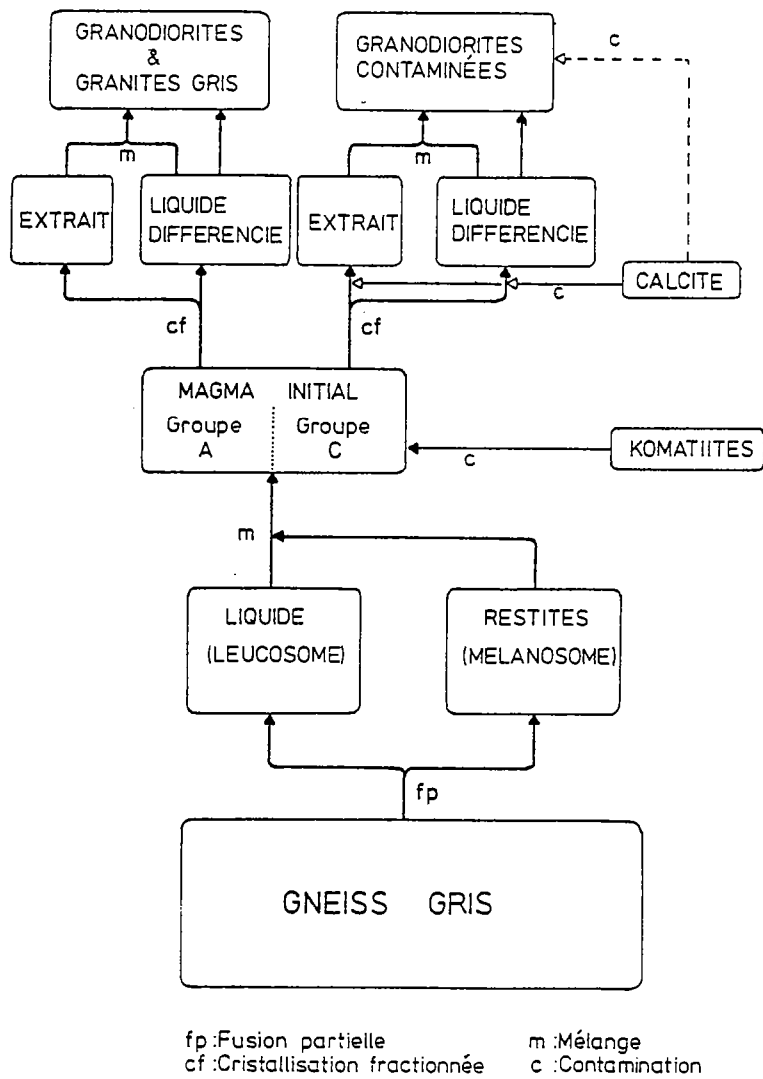 GRANODIORITES
&
GRANITES GRIS
GRANODIORITES
CONTAMINÉES
c
m
m
EXTRAIT
LIQUIDE
DIFFERENCIE
EXTRAIT
LIQUIDE
DIFFERENCIE
CALCITE
c
cf
cf
MAGMA INITIAL
Groupe
A
Groupe
C
KOMATIITES
c
m
LIQUIDE
(LEUCOSOME)
RESTITES
(MELANOSOME)
fp
GNEISS GRIS
fp :Fusion partielle
m :Mélange
cf :Cristallisation fractionnée
c :Contamination